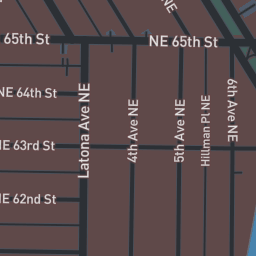 NE
65th St
NE 65th St
NE 64th St
Latona Ave NE
4th Ave NE
5th Ave NE
Hillman Pl NE
6th Ave NE
NE 63rd St
NE 62nd St